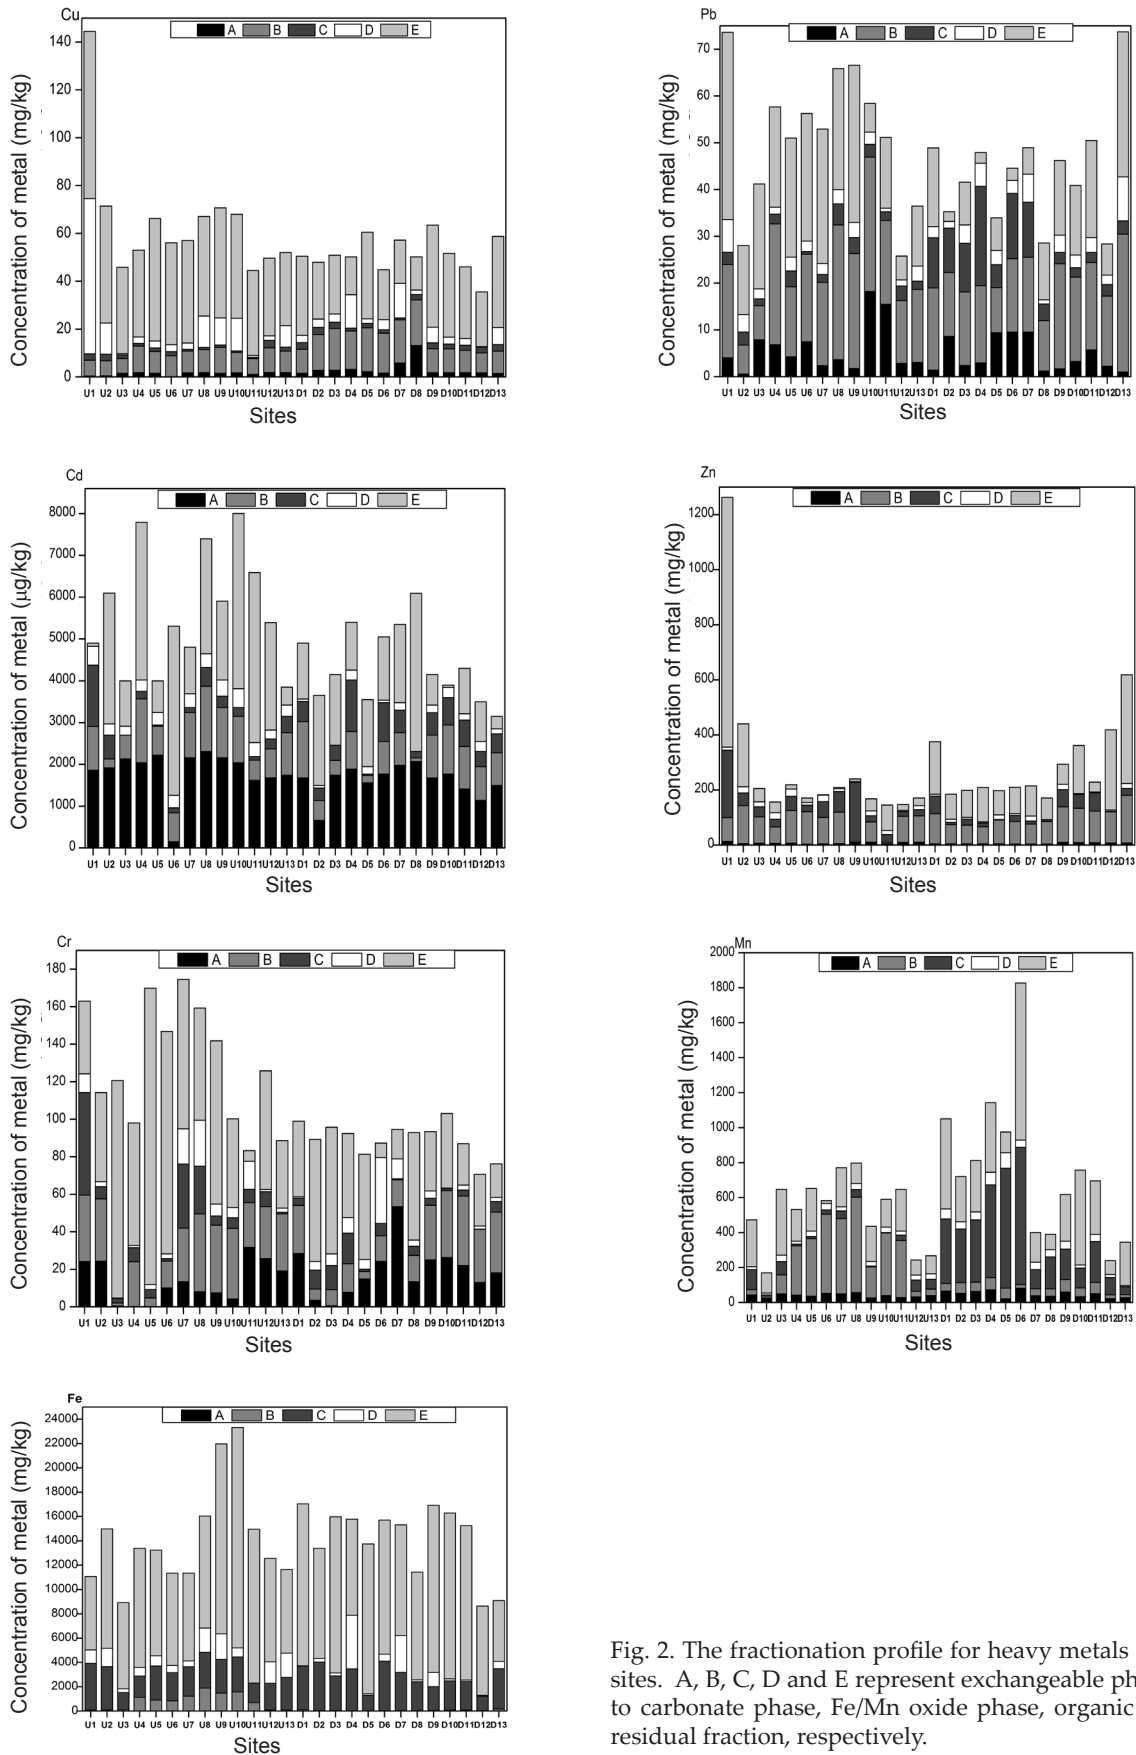 Cu
A B C D E
Concentration of metal (mg/kg)
140
120
100
80
60
40
20
0
U1 U2 U3 U4 U5 U6 U7 U8 U9 U10 U11 U12 U13 D1 D2 D3 D4 D5 D6 D7 D8 D9 D10 D11 D12 D13
Sites
Pb
A B C D E
Concentration of metal (mg/kg)
70
60
50
40
30
20
10
0
U1 U2 U3 U4 U5 U6 U7 U8 U9 U10 U11 U12 U13 D1 D2 D3 D4 D5 D6 D7 D8 D9 D10 D11 D12 D13
Sites
Cd
A B C D E
Concentration of metal (µg/kg)
8000
7000
6000
5000
4000
3000
2000
1000
0
U1 U2 U3 U4 U5 U6 U7 U8 U9 U10 U11 U12 U13 D1 D2 D3 D4 D5 D6 D7 D8 D9 D10 D11 D12 D13
Sites
Zn
A B C D E
Concentration of metal (mg/kg)
1200
1000
800
600
400
200
0
U1 U2 U3 U4 U5 U6 U7 U8 U9 U10 U11 U12 U13 D1 D2 D3 D4 D5 D6 D7 D8 D9 D10 D11 D12 D13
Sites
Cr
A B C D E
Concentration of metal (mg/kg)
180
160
140
120
100
80
60
40
20
0
U1 U2 U3 U4 U5 U6 U7 U8 U9 U10 U11 U12 U13 D1 D2 D3 D4 D5 D6 D7 D8 D9 D10 D11 D12 D13
Sites
Mn
A B C D E
Concentration of metal (mg/kg)
2000
1800
1600
1400
1200
1000
800
600
400
200
0
U1 U2 U3 U4 U5 U6 U7 U8 U9 U10 U11 U12 U13 D1 D2 D3 D4 D5 D6 D7 D8 D9 D10 D11 D12 D13
Sites
Fe
A B C D E
Concentration of metal (mg/kg)
24000
22000
20000
18000
16000
14000
12000
10000
8000
6000
4000
2000
0
U1 U2 U3 U4 U5 U6 U7 U8 U9 U10 U11 U12 U13 D1 D2 D3 D4 D5 D6 D7 D8 D9 D10 D11 D12 D13
Sites
Fig. 2. The fractionation profile for heavy metals
sites. A, B, C, D and E represent exchangeable ph
to carbonate phase, Fe/Mn oxide phase, organic
residual fraction, respectively.